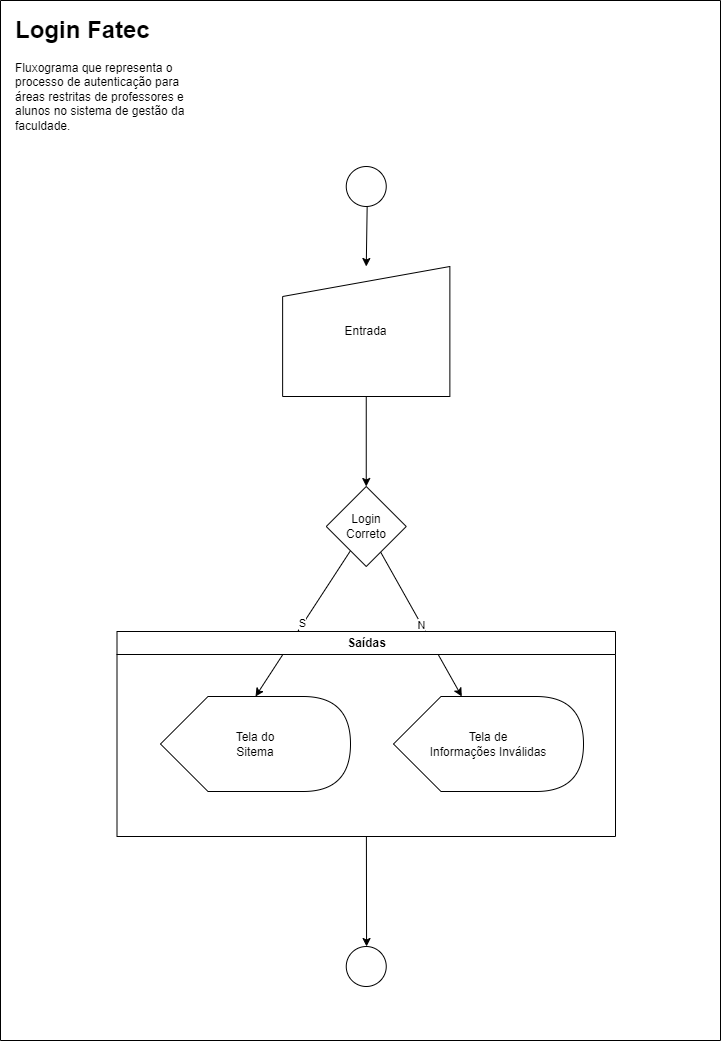 Login Fatec
Fluxograma que representa o
processo de autenticação para
áreas restritas de professores e
alunos no sistema de gestão da
faculdade.
Entrada
Login
Correto
S
N
Saídas
Tela do
Sitema
Tela de
Informações Inválidas